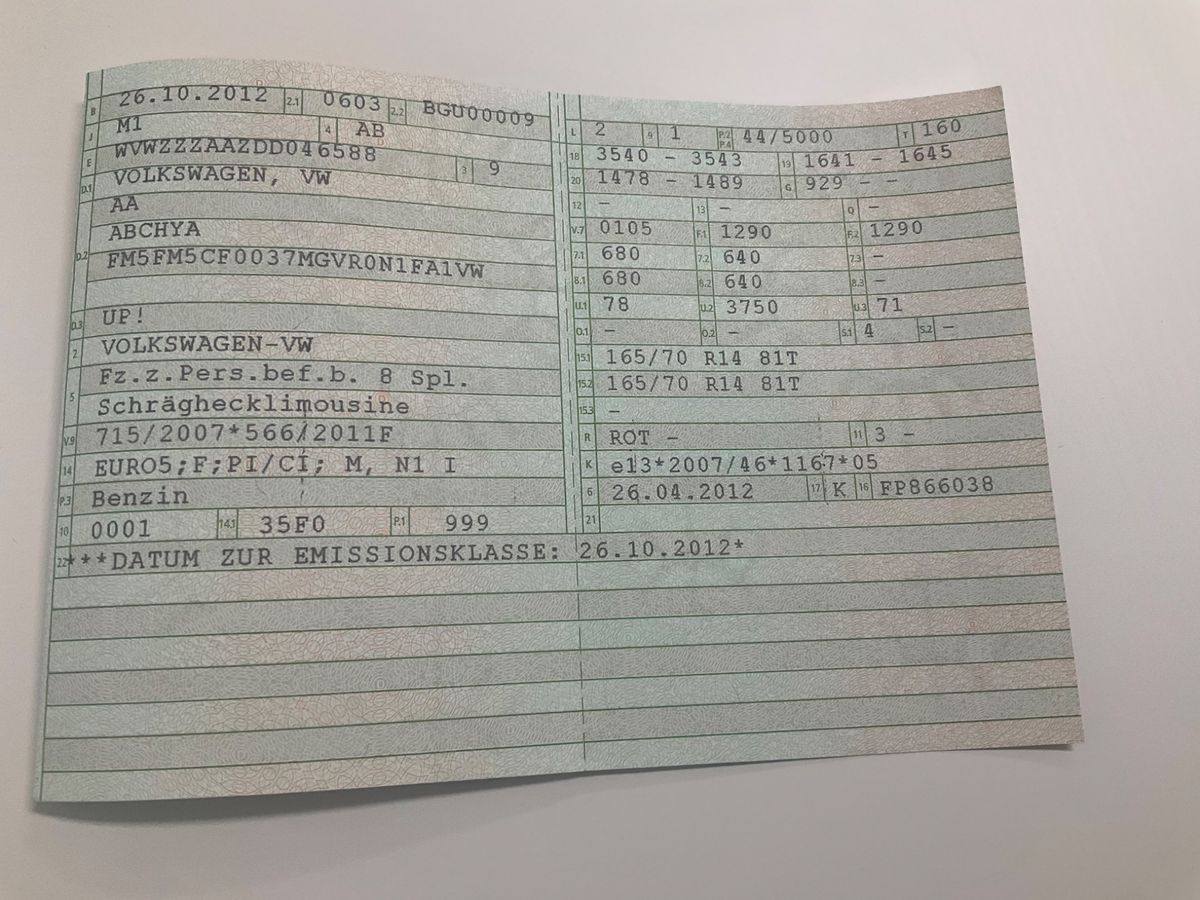 B 26.10.2012 2.1 0603 2.2 BGU00009
J M1 4 AB
E WVWZZZAAZDD046588 3 9
D.1 VOLKSWAGEN, VW
AA
D.2 ABCHYA
FM5FM5CF0037MGVR0N1FA1VW
D.3 UP!
2 VOLKSWAGEN-VW
5 Fz.z.Pers.bef.b. 8 Spl.
Schräghecklimousine
V.9 715/2007*566/2011F
14 EURO5;F;PI/CI; M, N1 I
P.3 Benzin
10 0001 14.1 35F0 P.1 999
L 2 9 1 P.2 P.4 44/5000 T 160
18 3540 - 3543 19 1641 - 1645
20 1478 - 1489 G 929 - -
12 - 13 - Q -
V.7 0105 F.1 1290 F.2 1290
7.1 680 7.2 640 7.3 -
8.1 680 8.2 640 8.3 -
U.1 78 U.2 3750 U.3 71
O.1 - O.2 - S.1 4 S.2 -
15.1 165/70 R14 81T
15.2 165/70 R14 81T
15.3 -
R ROT - 11 3 -
K e13*2007/46*1167*05
6 26.04.2012 17 K 16 FP866038
21
22 ***DATUM ZUR EMISSIONSKLASSE: 26.10.2012*